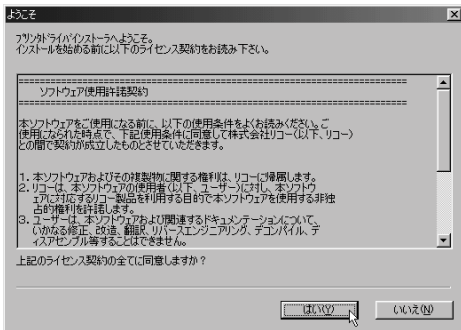 ようこそ
プリンタドライバインストーラへようこそ。
インストールを始める前に以下のライセンス契約をお読み下さい。
==================================================================
ソフトウェア使用許諾契約
==================================================================
本ソフトウェアをご使用になる前に、以下の使用条件をよくお読みください。ご
使用になられた時点で、下記使用条件に同意して株式会社リコー(以下、リコー)
との間で契約が成立したものとさせていただきます。
1. 本ソフトウェアおよびその複製物に関する権利は、リコーに帰属します。
2. リコーは、本ソフトウェアの使用者(以下、ユーザー)に対し、本ソフトウ
ェアに対応するリコー製品を利用する目的で本ソフトウェアを使用する非独
占的権利を許諾します。
3. ユーザーは、本ソフトウェアおよび関連するドキュメンテーションについて、
いかなる修正、改造、翻訳、リバースエンジニアリング、デコンパイル、デ
ィスアセンブル等することはできません。
上記のライセンス契約の全てに同意しますか?
はい(Y)
いいえ(N)